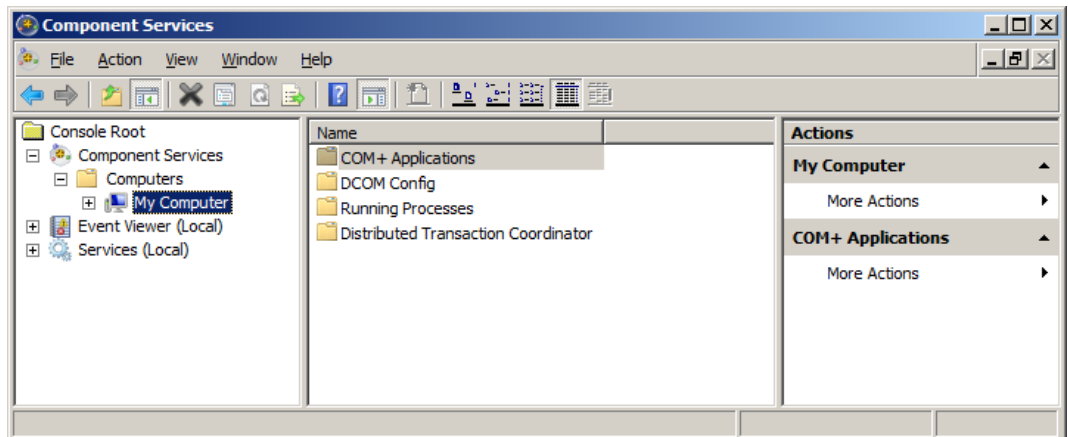 Component Services
File Action View Window Help
Console Root
Component Services
Computers
My Computer
Event Viewer (Local)
Services (Local)
Name
COM+ Applications
DCOM Config
Running Processes
Distributed Transaction Coordinator
Actions
My Computer
More Actions
COM+ Applications
More Actions